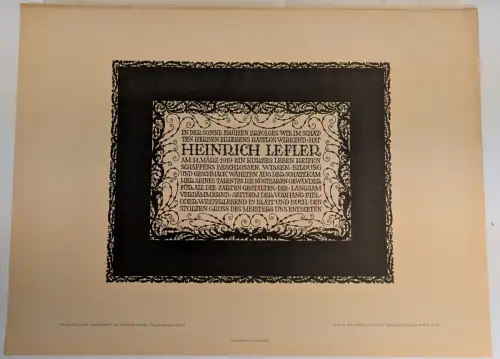 IN DER SONNE FRÜHEN ERFOLGES WIE IM SCHAT
TEN HERBEN ERLEBENS RASTLOS WIRKEND · HAT
HEINRICH LEFLER
AM 14. MÄRZ 1919 EIN KURZES LEBEN REIFEN
SCHAFFENS BESCHLOSSEN. WISSEN · BILDUNG
UND GESCHMACK WÄHLTEN AUS DER SCHATZKAM
MER SEINES TALENTES DIE KOSTBAREN GEWÄNDER
FÜR ALL DIE ZARTEN GESTALTEN · DIE · LANGSAM
VERDÄMMERND · SEITDEM DER VORHANG FIEL ·
ODER WEITERLEBEND IN BLATT UND BUCH · DEN
STOLZEN GRUSS DES MEISTERS UNS ENTBIETEN